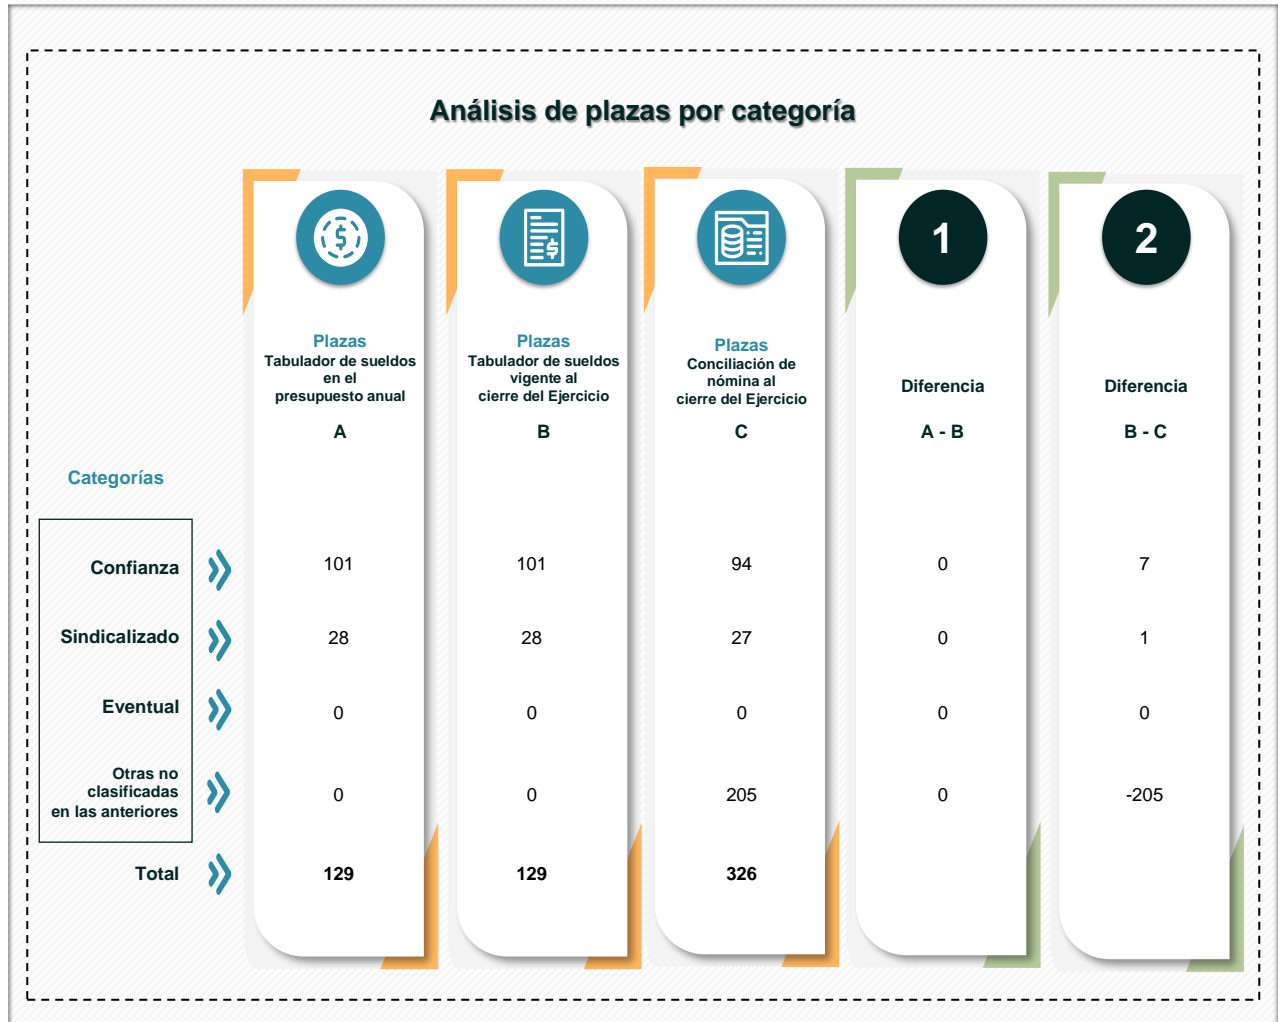 Análisis de plazas por categoría
1
2
Plazas
Tabulador de sueldos
en el
presupuesto anual
A
Plazas
Tabulador de sueldos
vigente al
cierre del Ejercicio
B
Plazas
Conciliación de
nómina al
cierre del Ejercicio
C
Diferencia
A - B
Diferencia
B - C
Categorías
Confianza 101 101 94 0 7
Sindicalizado 28 28 27 0 1
Eventual 0 0 0 0 0
Otras no
clasificadas
en las anteriores 0 0 205 0 -205
Total 129 129 326